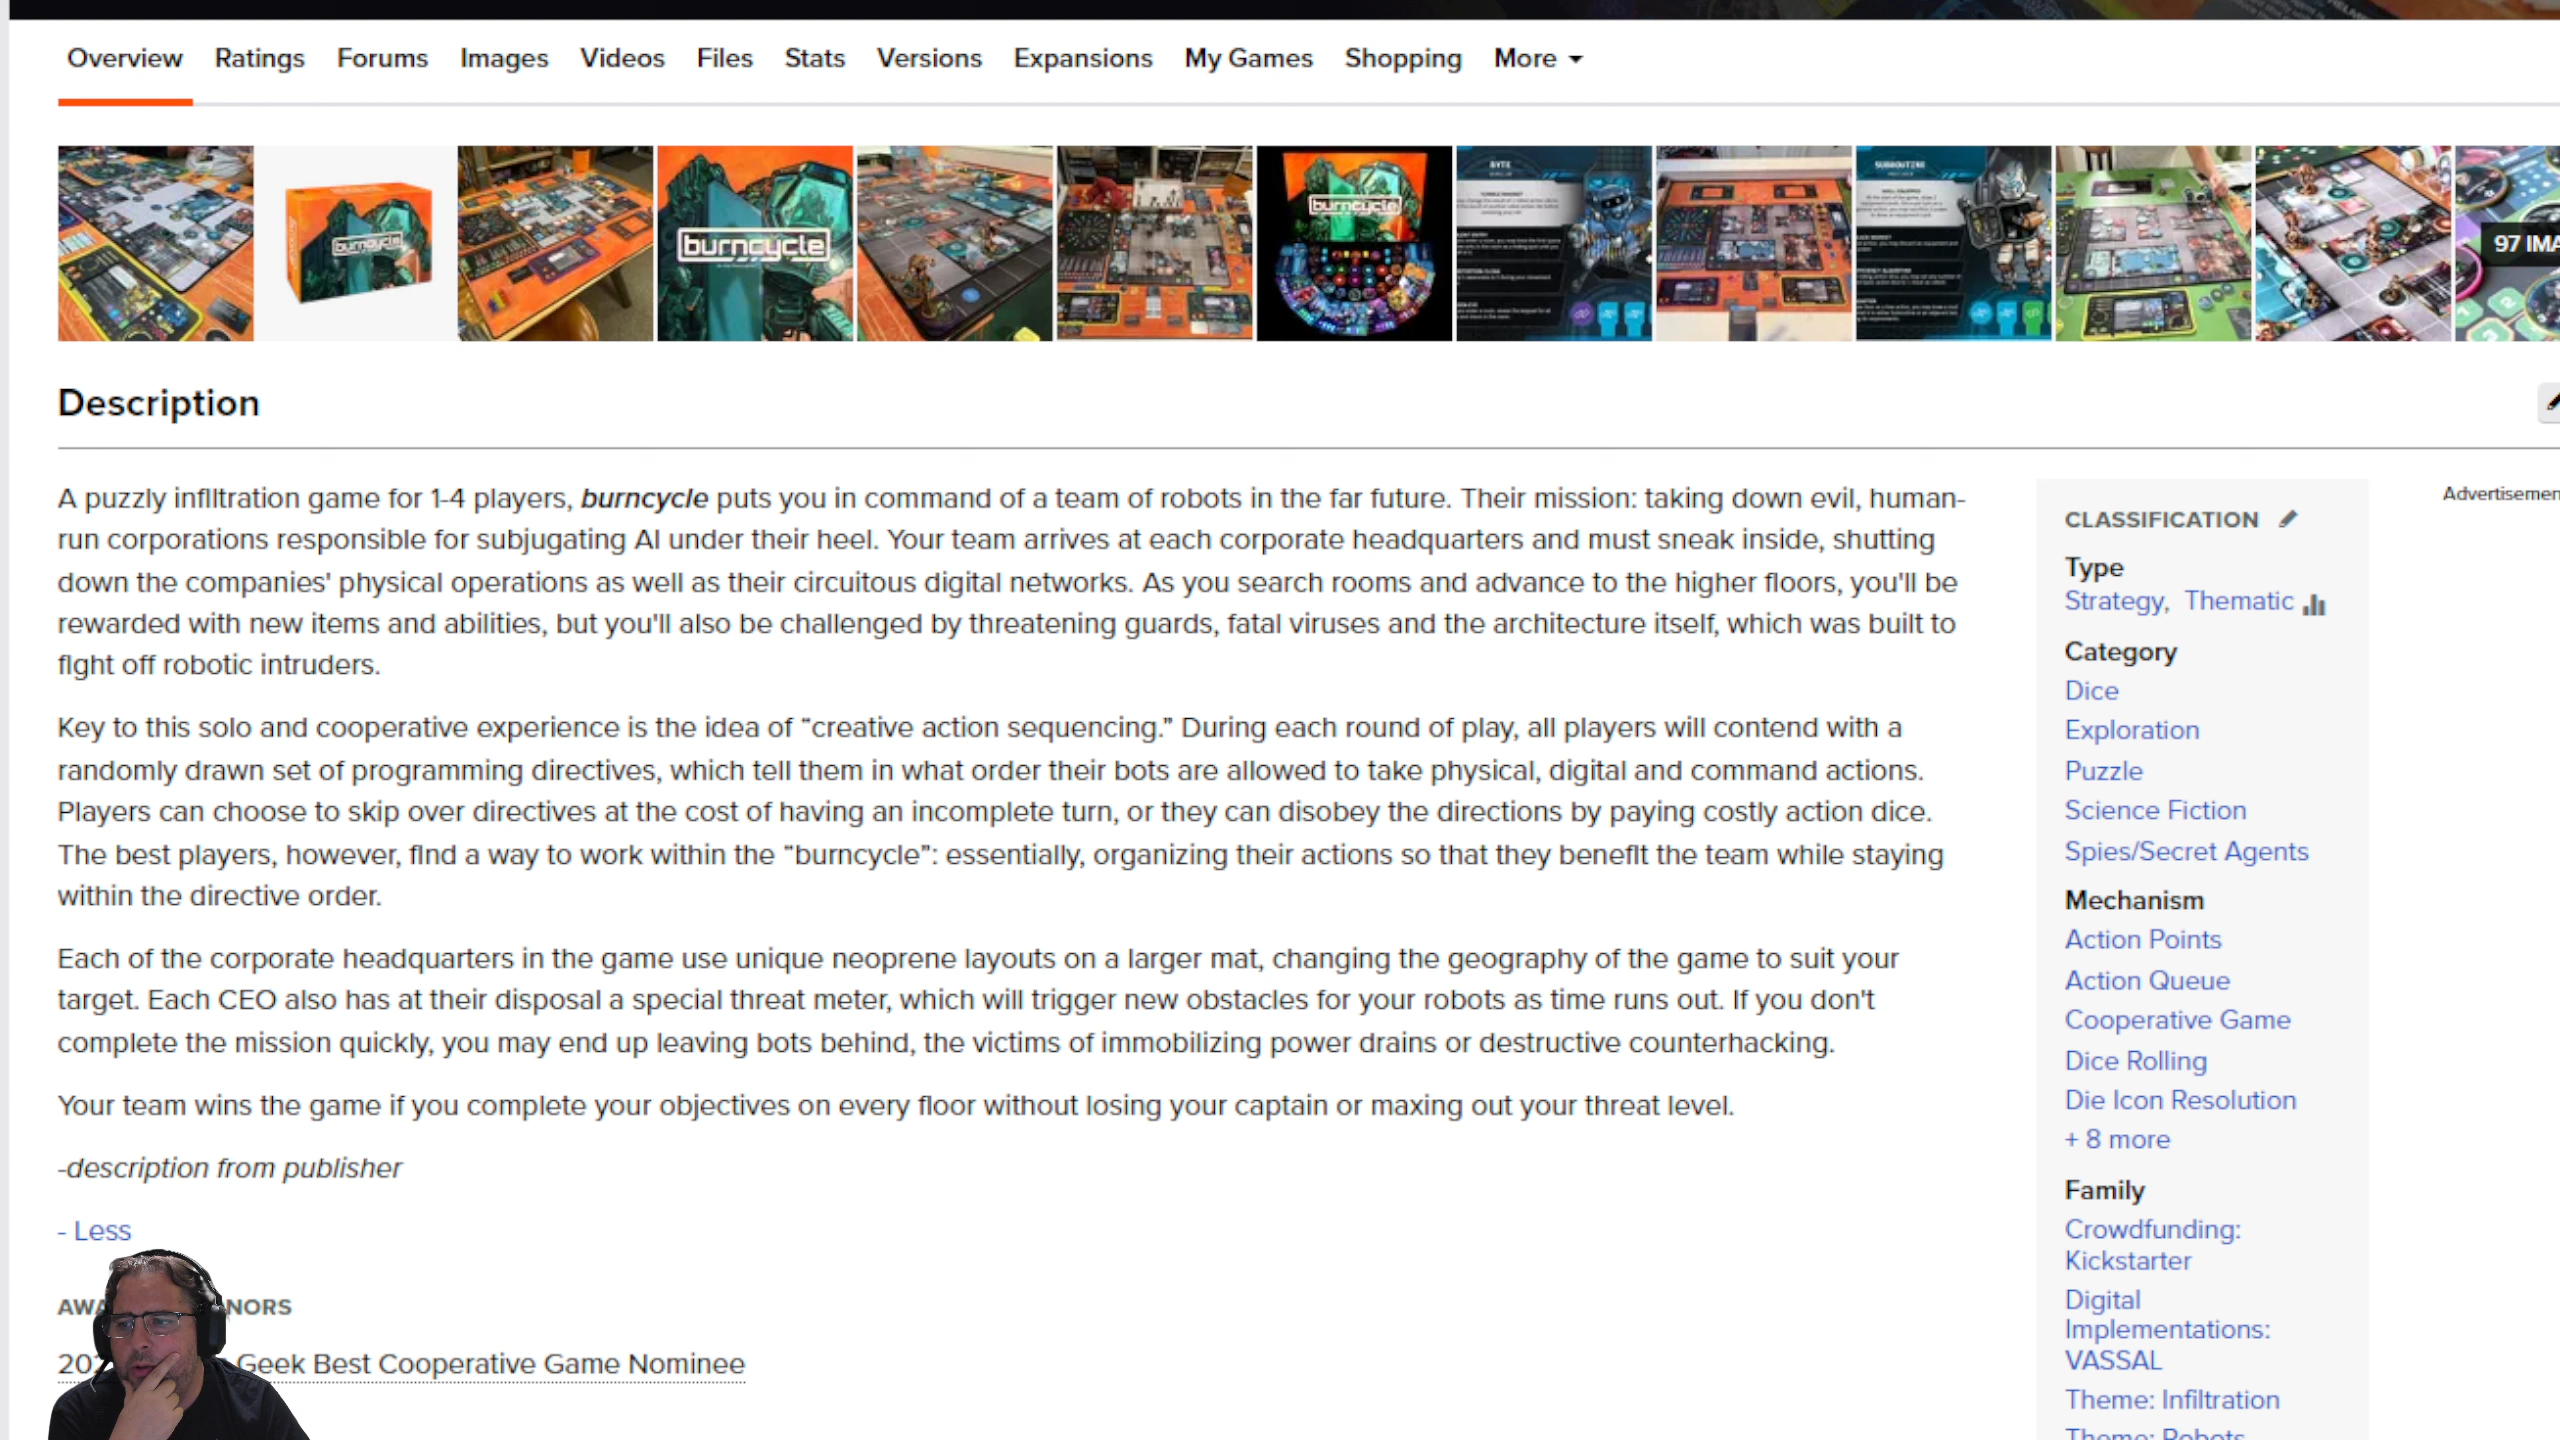 Overview Ratings Forums Images Videos Files Stats Versions Expansions My Games Shopping More
burncycle
burncycle
burncycle
BYTE
SUBROUTINE
97 IMA
Description
A puzzly infiltration game for 1-4 players, burncycle puts you in command of a team of robots in the far future. Their mission: taking down evil, human-
run corporations responsible for subjugating AI under their heel. Your team arrives at each corporate headquarters and must sneak inside, shutting
down the companies' physical operations as well as their circuitous digital networks. As you search rooms and advance to the higher floors, you'll be
rewarded with new items and abilities, but you'll also be challenged by threatening guards, fatal viruses and the architecture itself, which was built to
fight off robotic intruders.
Key to this solo and cooperative experience is the idea of “creative action sequencing.” During each round of play, all players will contend with a
randomly drawn set of programming directives, which tell them in what order their bots are allowed to take physical, digital and command actions.
Players can choose to skip over directives at the cost of having an incomplete turn, or they can disobey the directions by paying costly action dice.
The best players, however, find a way to work within the “burncycle”: essentially, organizing their actions so that they benefit the team while staying
within the directive order.
Each of the corporate headquarters in the game use unique neoprene layouts on a larger mat, changing the geography of the game to suit your
target. Each CEO also has at their disposal a special threat meter, which will trigger new obstacles for your robots as time runs out. If you don't
complete the mission quickly, you may end up leaving bots behind, the victims of immobilizing power drains or destructive counterhacking.
Your team wins the game if you complete your objectives on every floor without losing your captain or maxing out your threat level.
-description from publisher
- Less
AWA NORS
202 Geek Best Cooperative Game Nominee
CLASSIFICATION
Type
Strategy, Thematic
Category
Dice
Exploration
Puzzle
Science Fiction
Spies/Secret Agents
Mechanism
Action Points
Action Queue
Cooperative Game
Dice Rolling
Die Icon Resolution
+ 8 more
Family
Crowdfunding:
Kickstarter
Digital
Implementations:
VASSAL
Theme: Infiltration
Theme: Robots
Advertisemen